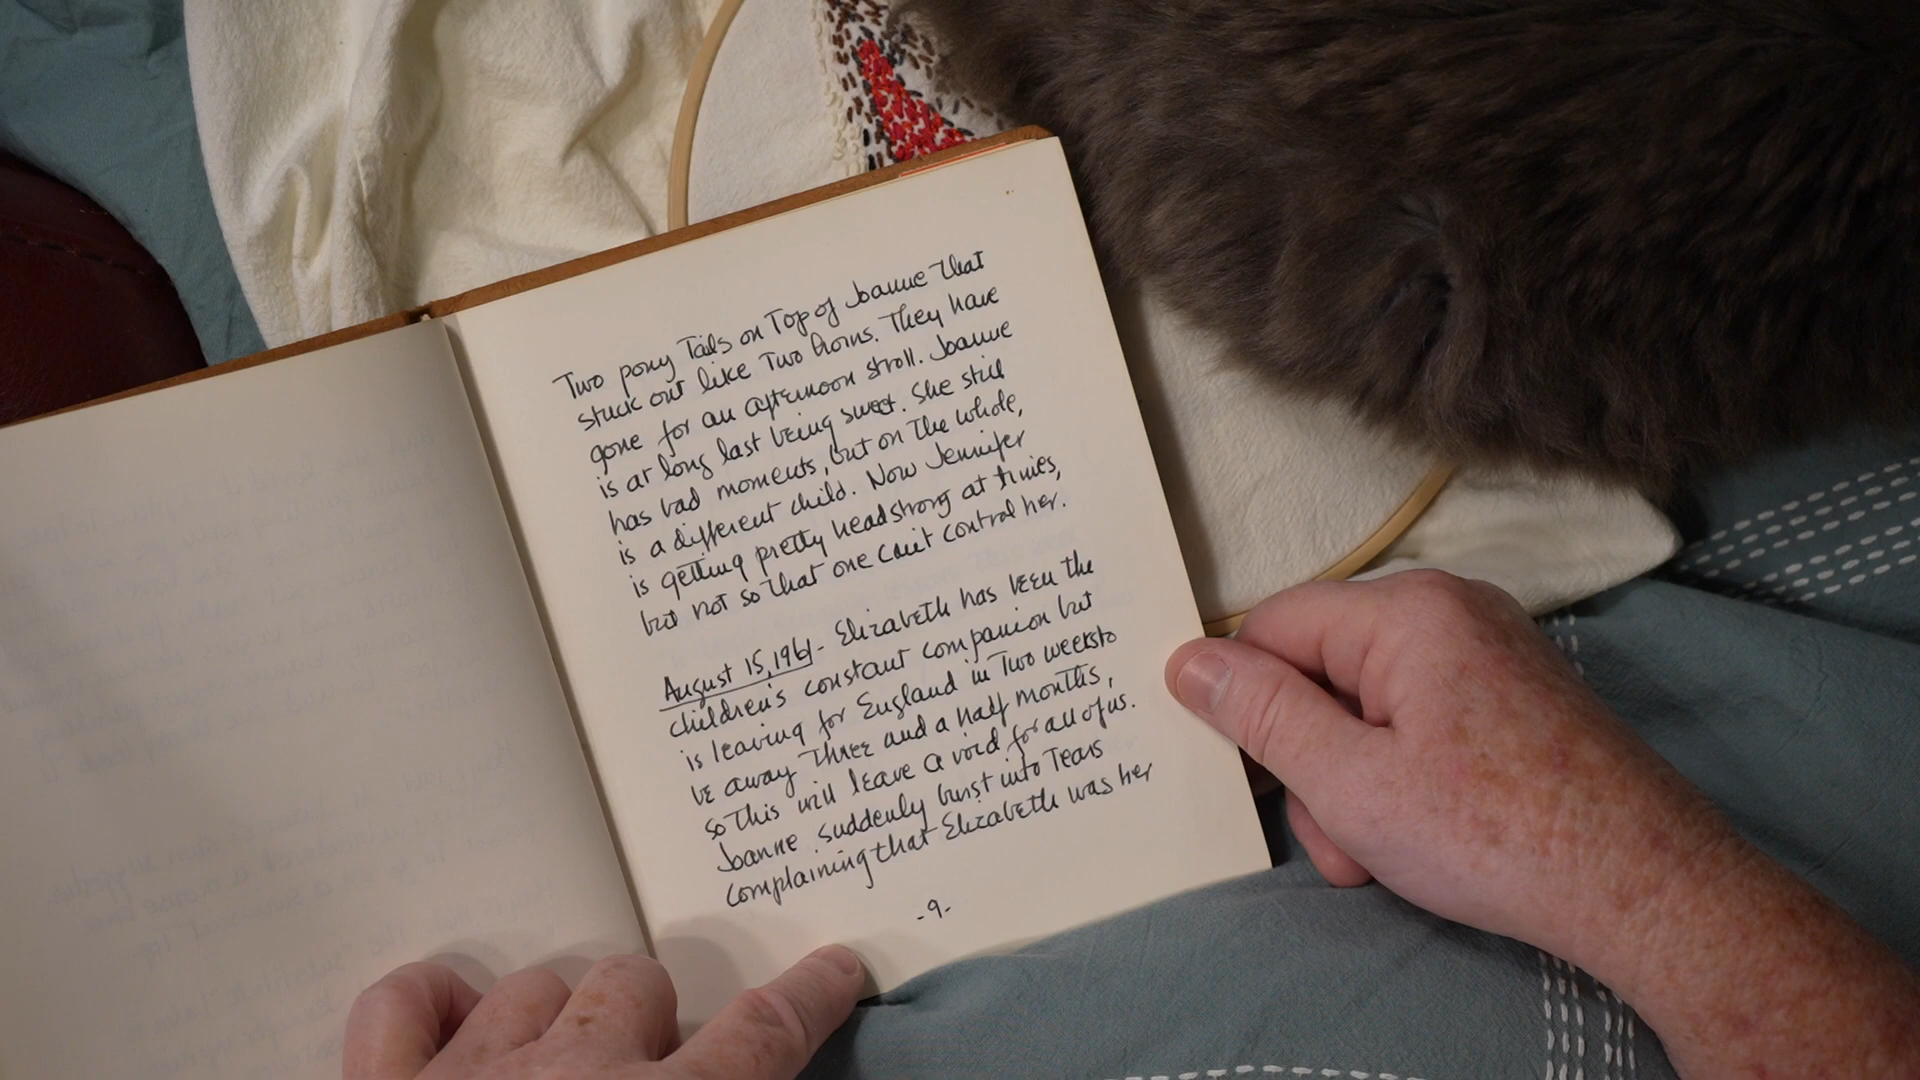 Two pony Tails on Top of Joanne That
stuck out like Two horns. They have
gone for an afternoon stroll. Joanne
is at long last being sweet. She still
has bad moments, but on The whole,
is a different child. Now Jennifer
is getting pretty headstrong at times,
but not so That one can't control her.
August 15, 1961 - Elizabeth has been the
children's constant companion but
is leaving for England in Two weeks to
be away Three and a half months,
so This will leave a void for all of us.
Joanne suddenly burst into Tears
complaining that Elizabeth was her
-9-